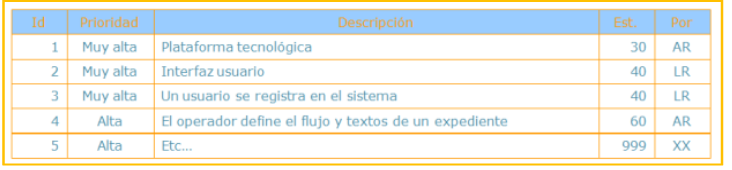 Id Prioridad Descripción Est. Por
1 Muy alta Plataforma tecnológica 30 AR
2 Muy alta Interfaz usuario 40 LR
3 Muy alta Un usuario se registra en el sistema 40 LR
4 Alta El operador define el flujo y textos de un expediente 60 AR
5 Alta Etc... 999 XX